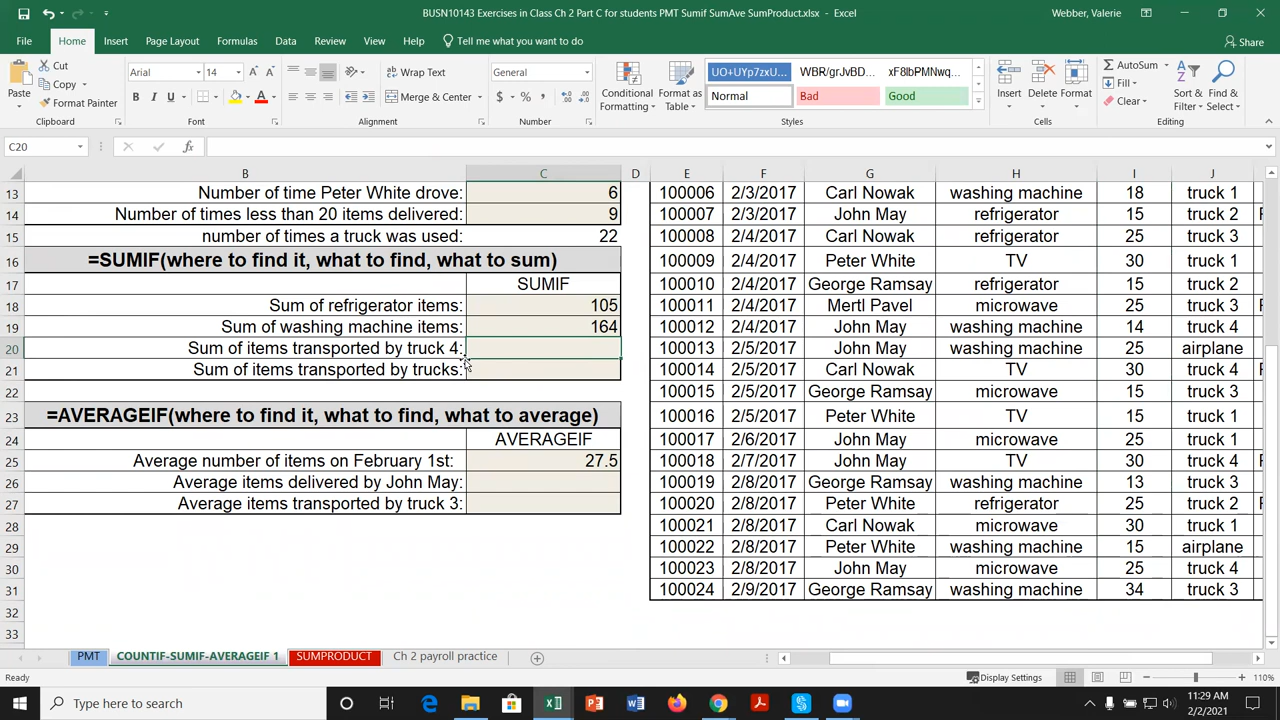 BUSN10143 Exercises in Class Ch 2 Part C for students PMT Sumif SumAve SumProduct.xlsx - Excel
Webber, Valerie
File Home Insert Page Layout Formulas Data Review View Help Tell me what you want to do Share
Paste
Cut
Copy
Format Painter
Clipboard
Arial 14
B I U
Font
Wrap Text
Merge & Center
Alignment
General
$ % ,
Number
Conditional Formatting
Format as Table
UO+UYp7zxU... WBR/grJvBD... xF8lbPMNwq...
Normal Bad Good
Styles
Insert Delete Format
Cells
AutoSum
Fill
Clear
Sort & Filter
Find & Select
Editing
C20 fx
B C D E F G H I J
13 Number of time Peter White drove: 6 100006 2/3/2017 Carl Nowak washing machine 18 truck 1
14 Number of times less than 20 items delivered: 9 100007 2/3/2017 John May refrigerator 15 truck 2
15 number of times a truck was used: 22 100008 2/4/2017 Carl Nowak refrigerator 25 truck 3
16 =SUMIF(where to find it, what to find, what to sum) 100009 2/4/2017 Peter White TV 30 truck 1
17 SUMIF 100010 2/4/2017 George Ramsay refrigerator 15 truck 2
18 Sum of refrigerator items: 105 100011 2/4/2017 Mertl Pavel microwave 25 truck 3
19 Sum of washing machine items: 164 100012 2/4/2017 John May washing machine 14 truck 4
20 Sum of items transported by truck 4: 100013 2/5/2017 John May washing machine 25 airplane
21 Sum of items transported by trucks: 100014 2/5/2017 Carl Nowak TV 30 truck 4
22 100015 2/5/2017 George Ramsay microwave 15 truck 3
23 =AVERAGEIF(where to find it, what to find, what to average) 100016 2/5/2017 Peter White TV 15 truck 1
24 AVERAGEIF 100017 2/6/2017 John May microwave 25 truck 1
25 Average number of items on February 1st: 27.5 100018 2/7/2017 John May TV 30 truck 4
26 Average items delivered by John May: 100019 2/8/2017 George Ramsay washing machine 13 truck 3
27 Average items transported by truck 3: 100020 2/8/2017 Peter White refrigerator 25 truck 2
28 100021 2/8/2017 Carl Nowak microwave 30 truck 1
29 100022 2/8/2017 Peter White washing machine 15 airplane
30 100023 2/8/2017 John May microwave 25 truck 4
31 100024 2/9/2017 George Ramsay washing machine 34 truck 3
32
33
PMT COUNTIF-SUMIF-AVERAGEIF 1 SUMPRODUCT Ch 2 payroll practice
Ready Display Settings 110%
Type here to search
11:29 AM
2/2/2021